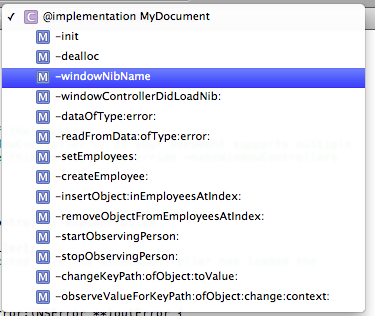 ✓ C @implementation MyDocument
M -init
M -dealloc
M -windowNibName
M -windowControllerDidLoadNib:
M -dataOfType:error:
M -readFromData:ofType:error:
M -setEmployees:
M -createEmployee:
M -insertObject:inEmployeesAtIndex:
M -removeObjectFromEmployeesAtIndex:
M -startObservingPerson:
M -stopObservingPerson:
M -changeKeyPath:ofObject:toValue:
M -observeValueForKeyPath:ofObject:change:context: